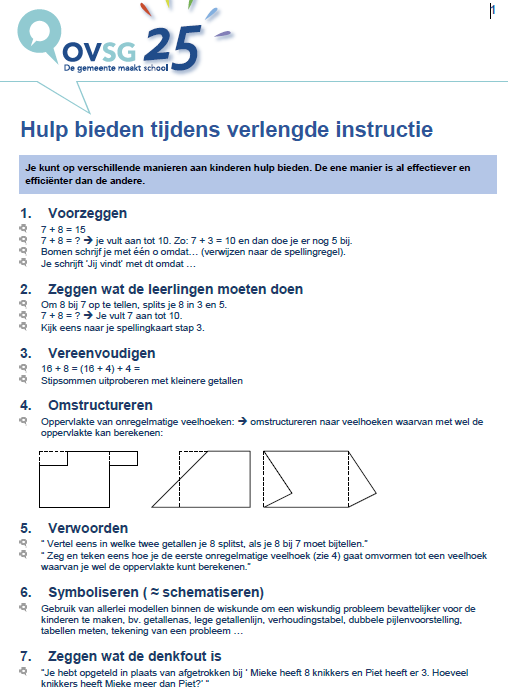 1
OVSG 25
De gemeente maakt school
Hulp bieden tijdens verlengde instructie
Je kunt op verschillende manieren aan kinderen hulp bieden. De ene manier is al effectiever en
efficiënter dan de andere.
1. Voorzeggen
7 + 8 = 15
7 + 8 = ? → je vult aan tot 10. Zo: 7 + 3 = 10 en dan doe je er nog 5 bij.
Bomen schrijf je met één o omdat… (verwijzen naar de spellingregel).
Je schrijft 'Jij vindt' met dt omdat …
2. Zeggen wat de leerlingen moeten doen
Om 8 bij 7 op te tellen, splits je 8 in 3 en 5.
7 + 8 = ? → Je vult 7 aan tot 10.
Kijk eens naar je spellingkaart stap 3.
3. Vereenvoudigen
16 + 8 = (16 + 4) + 4 =
Stipsommen uitproberen met kleinere getallen
4. Omstructureren
Oppervlakte van onregelmatige veelhoeken: → omstructureren naar veelhoeken waarvan met wel de
oppervlakte kan berekenen:
5. Verwoorden
" Vertel eens in welke twee getallen je 8 splitst, als je 8 bij 7 moet bijtellen."
" Zeg en teken eens hoe je de eerste onregelmatige veelhoek (zie 4) gaat omvormen tot een veelhoek
waarvan je wel de oppervlakte kunt berekenen."
6. Symboliseren ( ≈ schematiseren)
Gebruik van allerlei modellen binnen de wiskunde om een wiskundig probleem bevattelijker voor de
kinderen te maken, bv. getallenas, lege getallenlijn, verhoudingstabel, dubbele pijlenvoorstelling,
tabellen meten, tekening van een probleem …
7. Zeggen wat de denkfout is
"Je hebt opgeteld in plaats van afgetrokken bij ' Mieke heeft 8 knikkers en Piet heeft er 3. Hoeveel
knikkers heeft Mieke meer dan Piet?' "